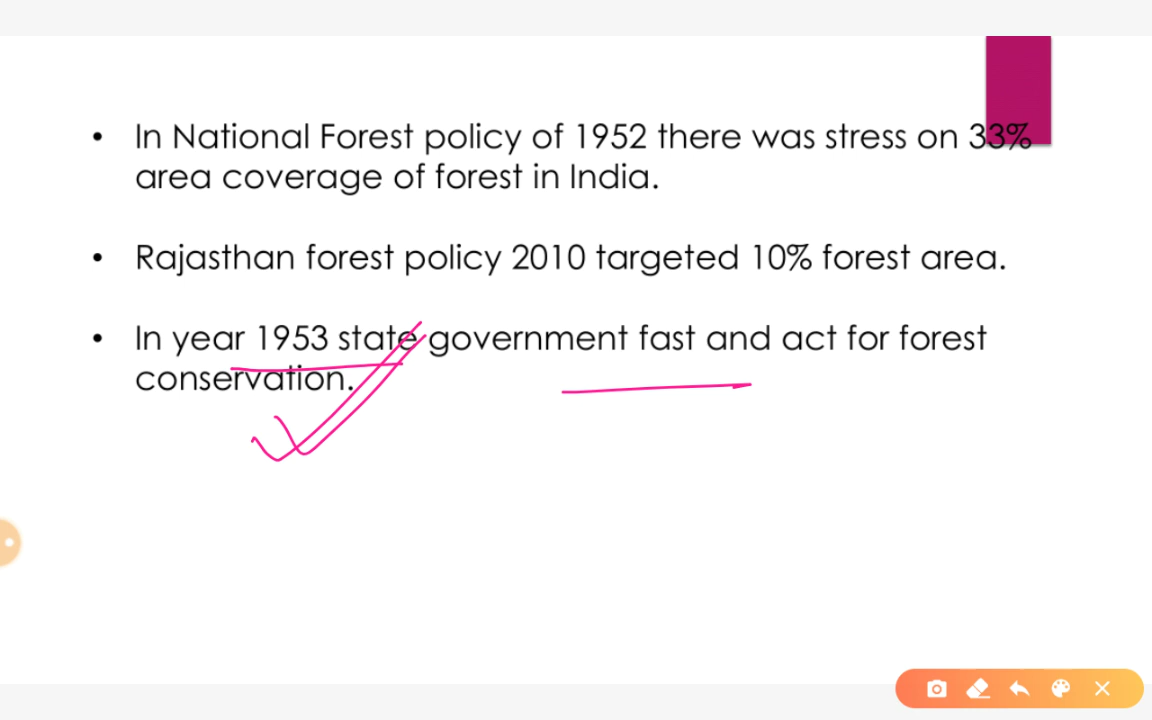 • In National Forest policy of 1952 there was stress on 33%
area coverage of forest in India.
• Rajasthan forest policy 2010 targeted 10% forest area.
• In year 1953 state government fast and act for forest
conservation.